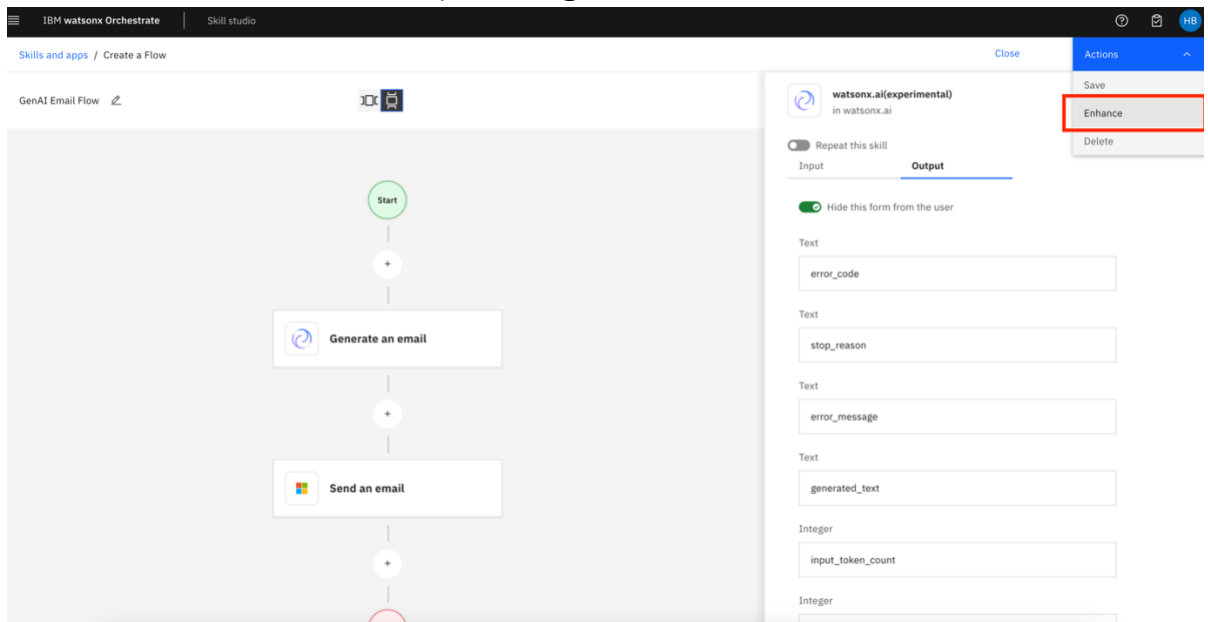 IBM watsonx Orchestrate
Skill studio
HB
Skills and apps / Create a Flow
Close
Actions
GenAI Email Flow
Save
Enhance
Delete
watsonx.ai(experimental)
in watsonx.ai
Repeat this skill
Input
Output
Hide this form from the user
Start
+
Generate an email
+
Send an email
+
Text
error_code
Text
stop_reason
Text
error_message
Text
generated_text
Integer
input_token_count
Integer